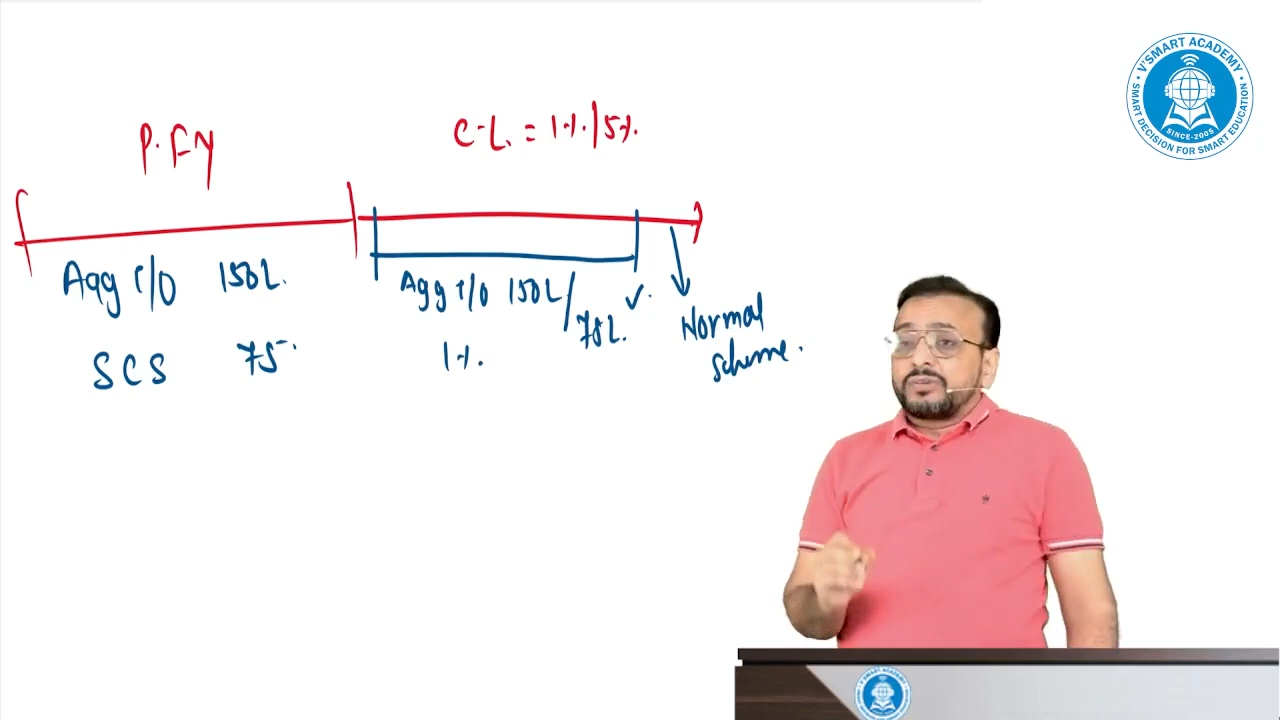 V'SMART ACADEMY
SMART DECISION FOR SMART EDUCATION
SINCE-2005
P.FY
C.L. = 1%/5%
Agg T/O 150L.
SCS 75
Agg T/O 150L/
75L.
1%.
Normal
scheme.